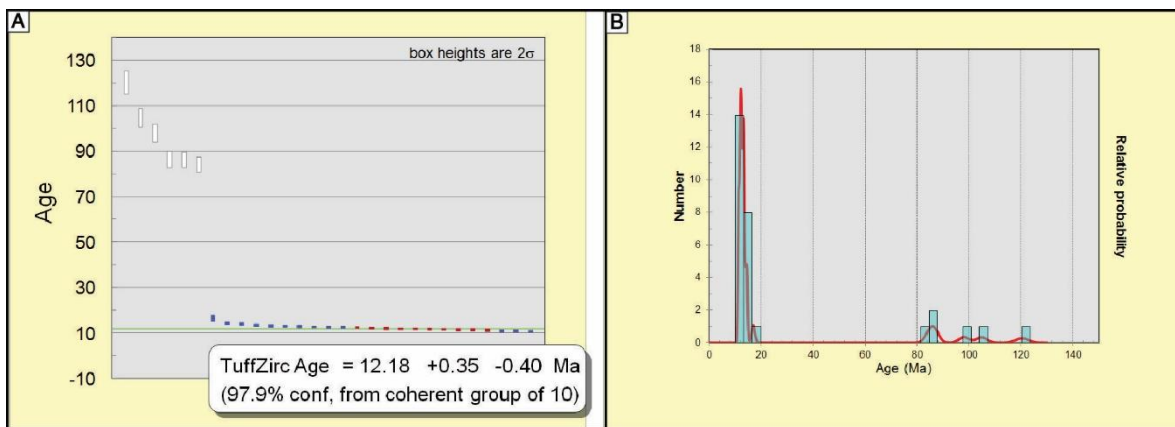 A
box heights are 2σ
130
110
90
70
50
30
10
-10
Age
TuffZirc Age = 12.18 +0.35 -0.40 Ma
(97.9% conf, from coherent group of 10)
B
18
16
14
12
10
8
6
4
2
0
Number
0 20 40 60 80 100 120 140
Age (Ma)
Relative probability